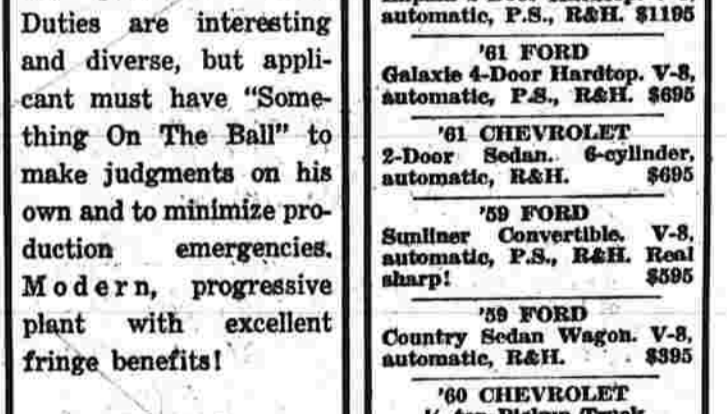 Duties are interesting
and diverse, but appli-
cant must have “Some-
thing On The Ball” to
make judgments on his
own and to minimize pro-
duction emergencies.
Modern, progressive
plant with excellent
fringe benefits!
automatic, P.S., R&H. $1195
'61 FORD
Galaxie 4-Door Hardtop. V-8,
automatic, P.S., R&H. $695
'61 CHEVROLET
2-Door Sedan. 6-cylinder,
automatic, R&H. $695
'59 FORD
Sunliner Convertible. V-8,
automatic, P.S., R&H. Real
sharp! $595
'59 FORD
Country Sedan Wagon. V-8,
automatic, R&H. $395
'60 CHEVROLET
Pickup Truck